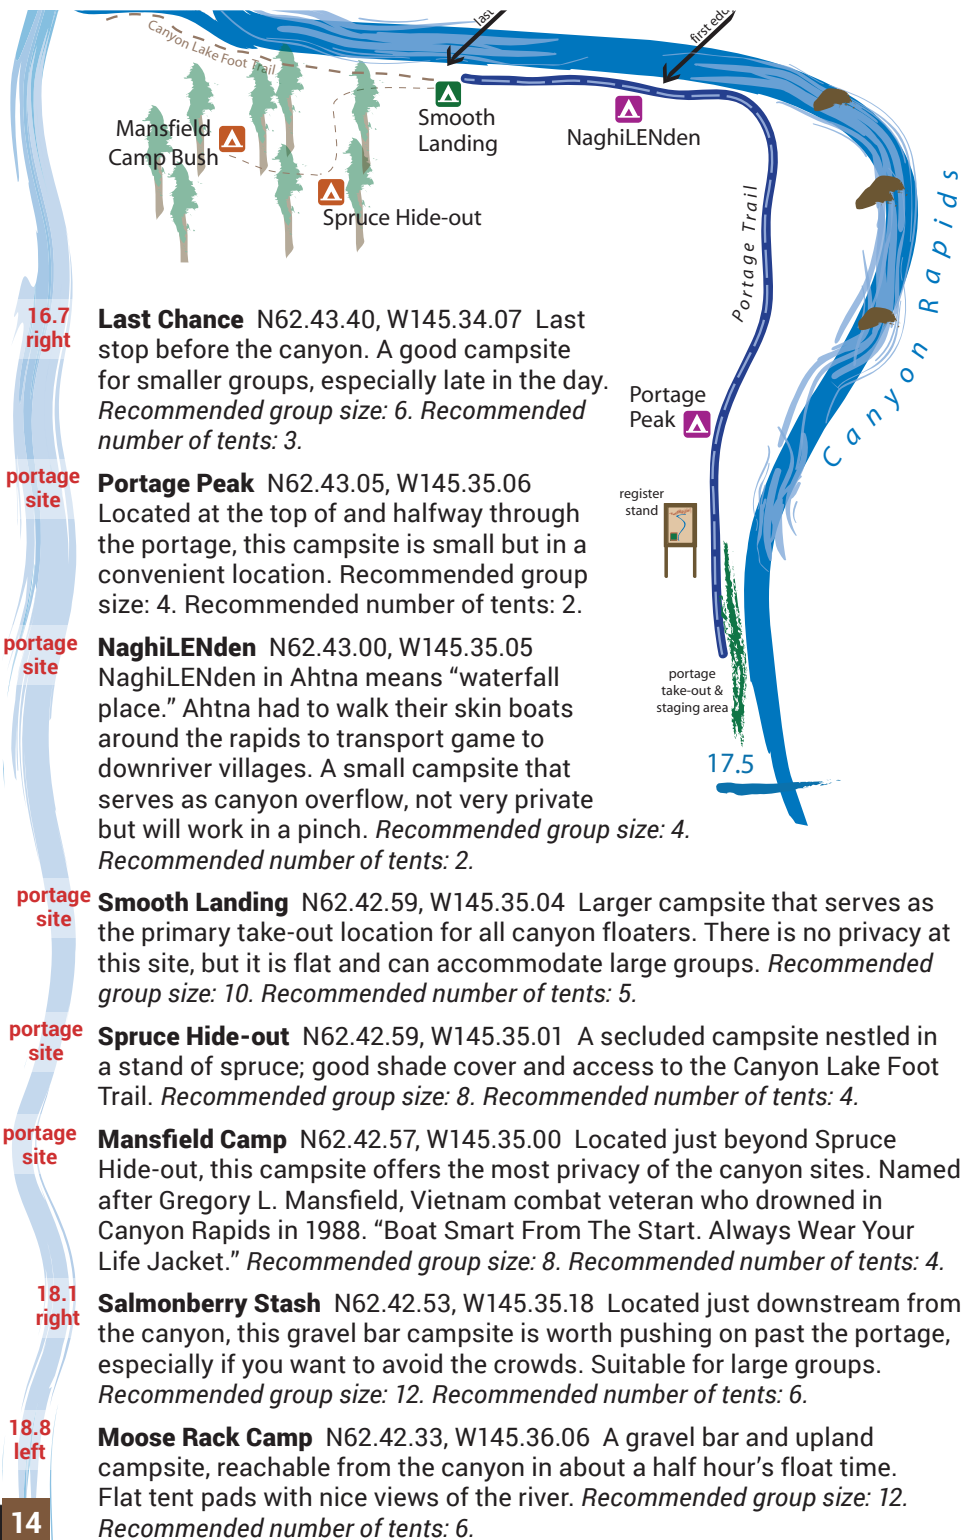 last
first edd
Canyon Lake Foot Trail
Mansfield
Camp Bush
Smooth
Landing
NaghiLENden
Spruce Hide-out
Portage Trail
Canyon Rapids
Portage
Peak
register
stand
portage
take-out &
staging area
17.5
16.7
right
Last Chance N62.43.40, W145.34.07 Last
stop before the canyon. A good campsite
for smaller groups, especially late in the day.
Recommended group size: 6. Recommended
number of tents: 3.
portage
site
Portage Peak N62.43.05, W145.35.06
Located at the top of and halfway through
the portage, this campsite is small but in a
convenient location. Recommended group
size: 4. Recommended number of tents: 2.
portage
site
NaghiLENden N62.43.00, W145.35.05
NaghiLENden in Ahtna means “waterfall
place.” Ahtna had to walk their skin boats
around the rapids to transport game to
downriver villages. A small campsite that
serves as canyon overflow, not very private
but will work in a pinch. Recommended group size: 4.
Recommended number of tents: 2.
portage
site
Smooth Landing N62.42.59, W145.35.04 Larger campsite that serves as
the primary take-out location for all canyon floaters. There is no privacy at
this site, but it is flat and can accommodate large groups. Recommended
group size: 10. Recommended number of tents: 5.
portage
site
Spruce Hide-out N62.42.59, W145.35.01 A secluded campsite nestled in
a stand of spruce; good shade cover and access to the Canyon Lake Foot
Trail. Recommended group size: 8. Recommended number of tents: 4.
portage
site
Mansfield Camp N62.42.57, W145.35.00 Located just beyond Spruce
Hide-out, this campsite offers the most privacy of the canyon sites. Named
after Gregory L. Mansfield, Vietnam combat veteran who drowned in
Canyon Rapids in 1988. “Boat Smart From The Start. Always Wear Your
Life Jacket.” Recommended group size: 8. Recommended number of tents: 4.
18.1
right
Salmonberry Stash N62.42.53, W145.35.18 Located just downstream from
the canyon, this gravel bar campsite is worth pushing on past the portage,
especially if you want to avoid the crowds. Suitable for large groups.
Recommended group size: 12. Recommended number of tents: 6.
18.8
left
Moose Rack Camp N62.42.33, W145.36.06 A gravel bar and upland
campsite, reachable from the canyon in about a half hour’s float time.
Flat tent pads with nice views of the river. Recommended group size: 12.
Recommended number of tents: 6.
14